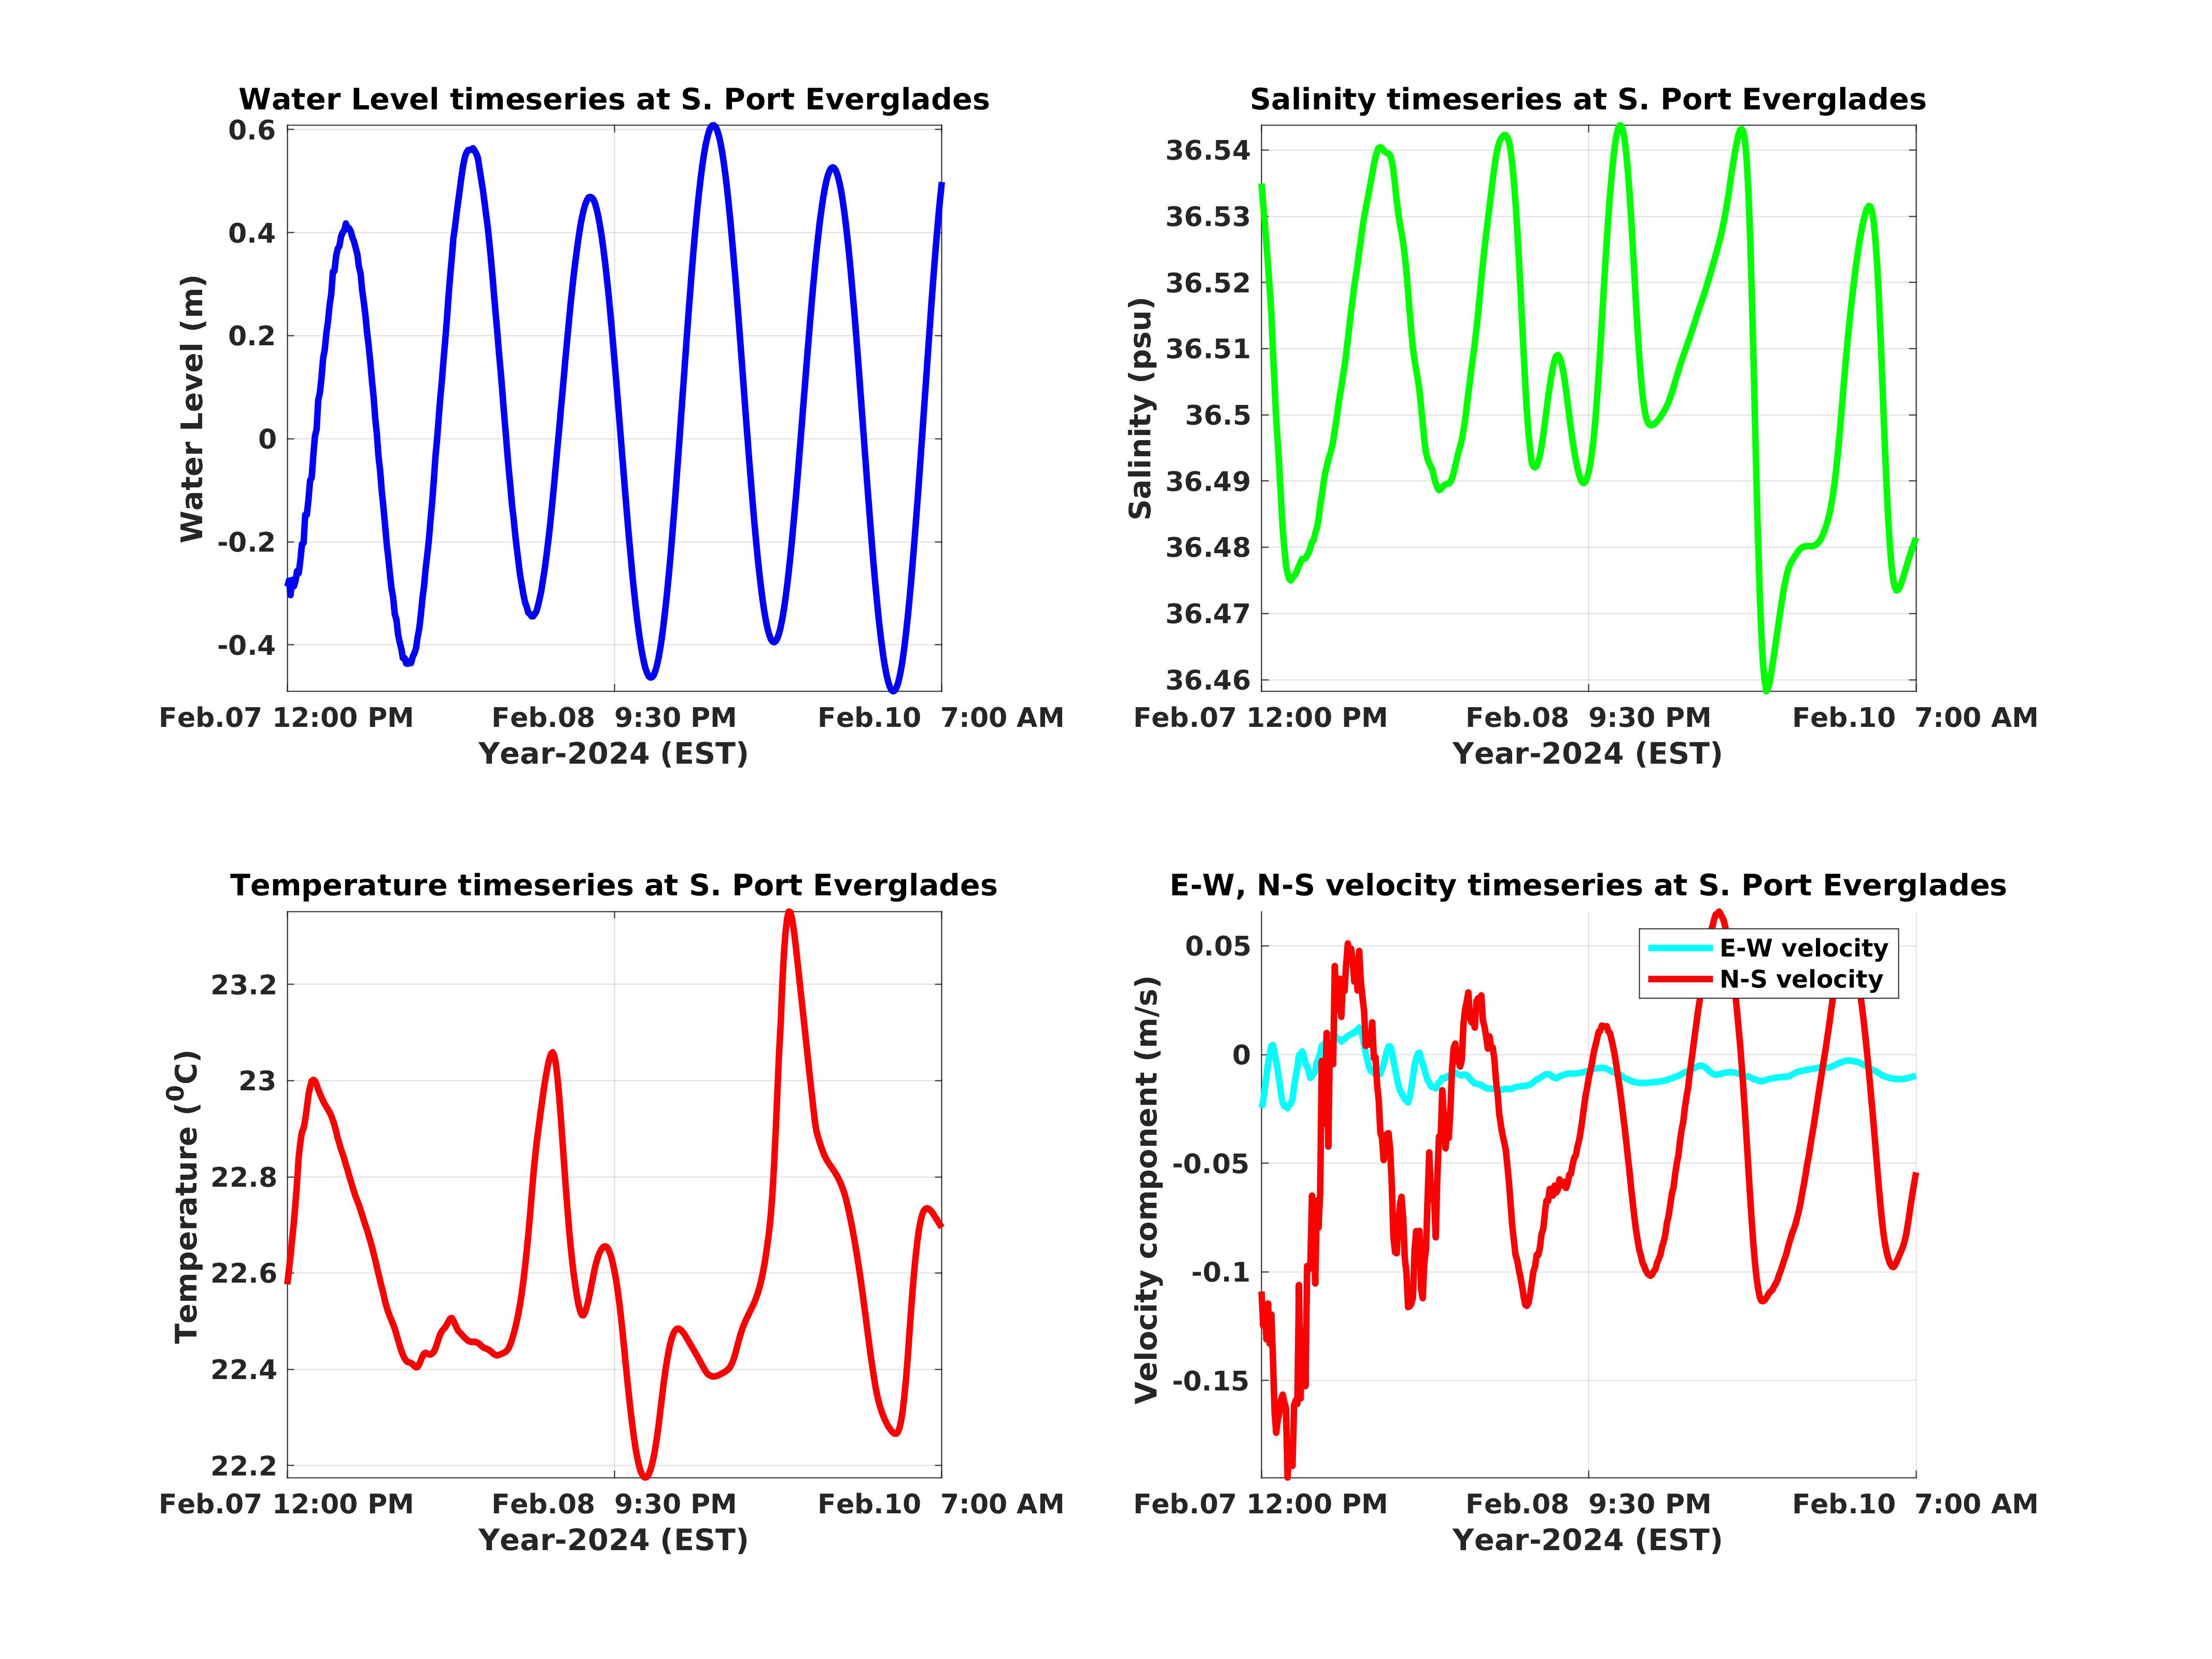 Water Level timeseries at S. Port Everglades
0.6
0.4
0.2
0
-0.2
-0.4
Water Level (m)
Feb.07 12:00 PM
Feb.08  9:30 PM
Feb.10  7:00 AM
Year-2024 (EST)
Salinity timeseries at S. Port Everglades
36.54
36.53
36.52
36.51
36.5
36.49
36.48
36.47
36.46
Salinity (psu)
Feb.07 12:00 PM
Feb.08  9:30 PM
Feb.10  7:00 AM
Year-2024 (EST)
Temperature timeseries at S. Port Everglades
23.2
23
22.8
22.6
22.4
22.2
Temperature (⁰C)
Feb.07 12:00 PM
Feb.08  9:30 PM
Feb.10  7:00 AM
Year-2024 (EST)
E-W, N-S velocity timeseries at S. Port Everglades
0.05
0
-0.05
-0.1
-0.15
Velocity component (m/s)
E-W velocity
N-S velocity
Feb.07 12:00 PM
Feb.08  9:30 PM
Feb.10  7:00 AM
Year-2024 (EST)